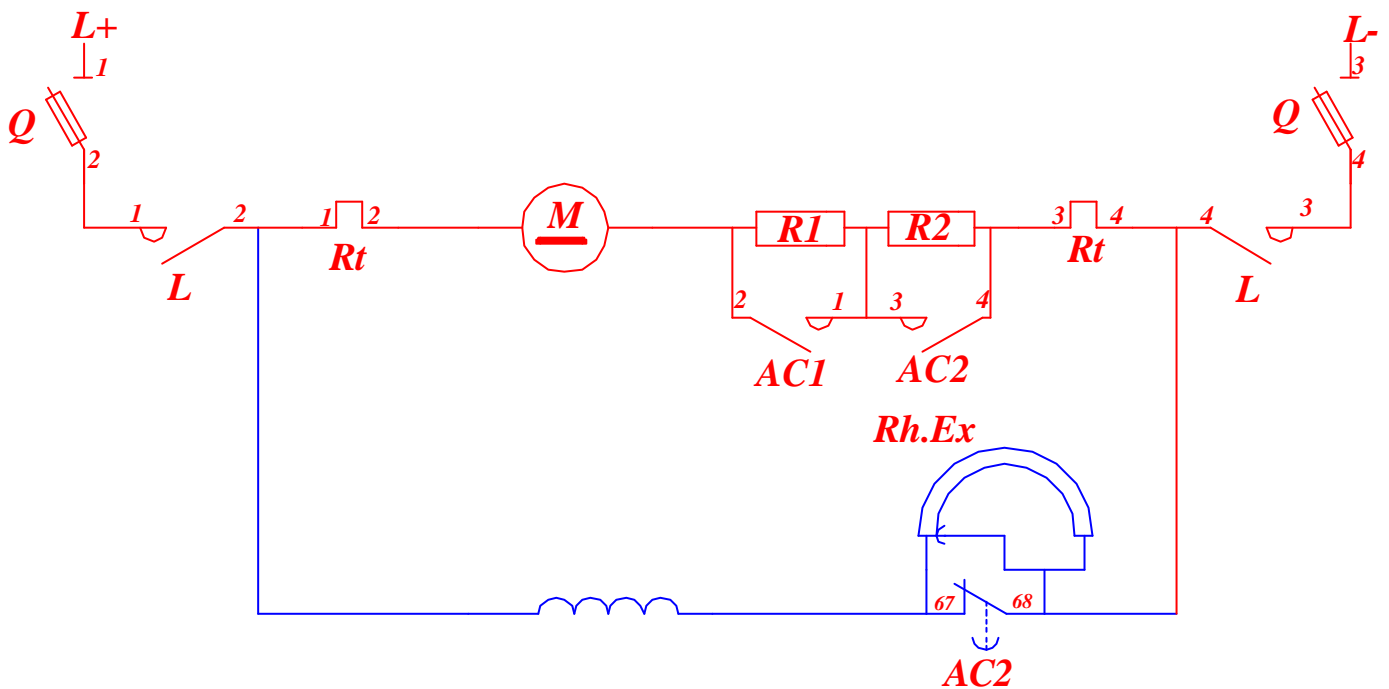 L+ L-
1 3
Q Q
2 4
1 2 1 2 M R1 R2 3 4 4 3
Rt Rt
L L
2 1 3 4
AC1 AC2
Rh.Ex
67 68
AC2